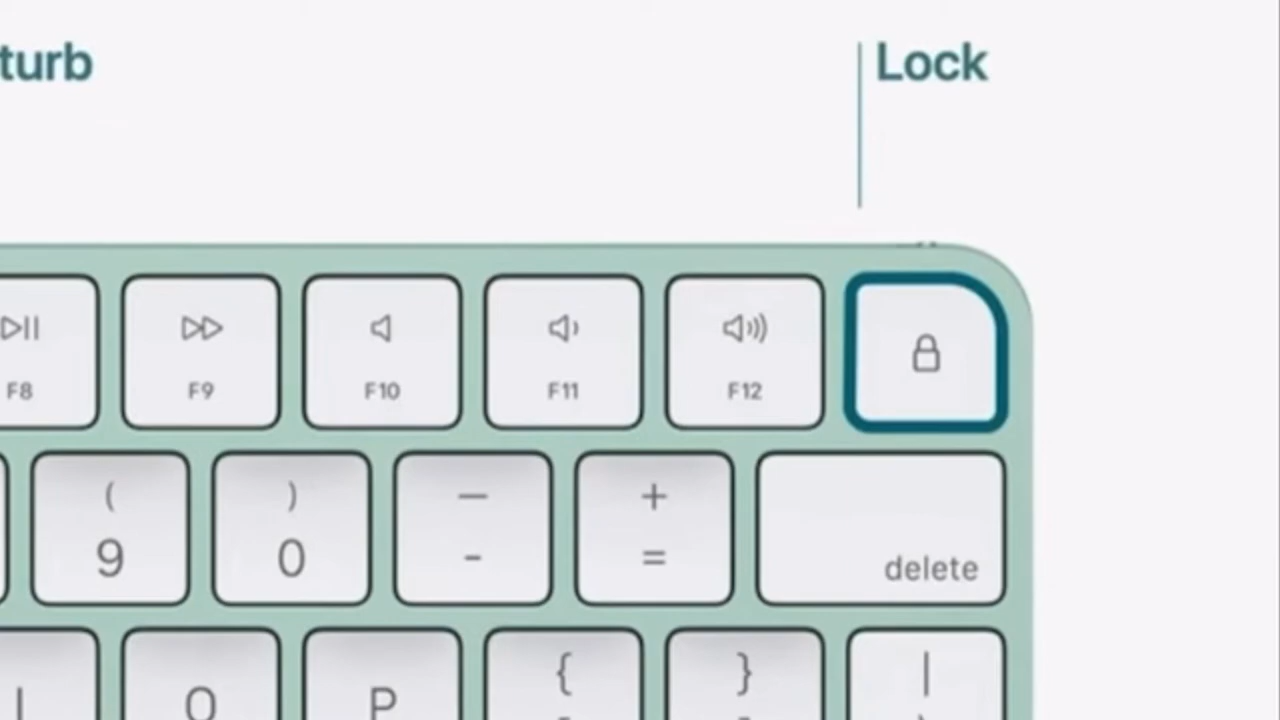 turb
Lock
F8 F9 F10 F11 F12
( ) — +
9 0 - =
delete
O P { } |